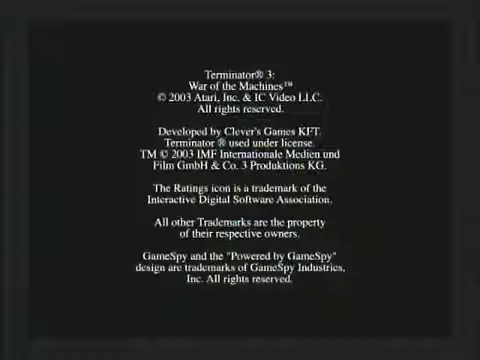 Terminator® 3:
War of the Machines™
© 2003 Atari, Inc. & IC Video LLC.
All rights reserved.
Developed by Clever's Games KFT.
Terminator ® used under license.
TM © 2003 IMF Internationale Medien und
Film GmbH & Co. 3 Produktions KG.
The Ratings icon is a trademark of the
Interactive Digital Software Association.
All other Trademarks are the property
of their respective owners.
GameSpy and the "Powered by GameSpy"
design are trademarks of GameSpy Industries,
Inc. All rights reserved.